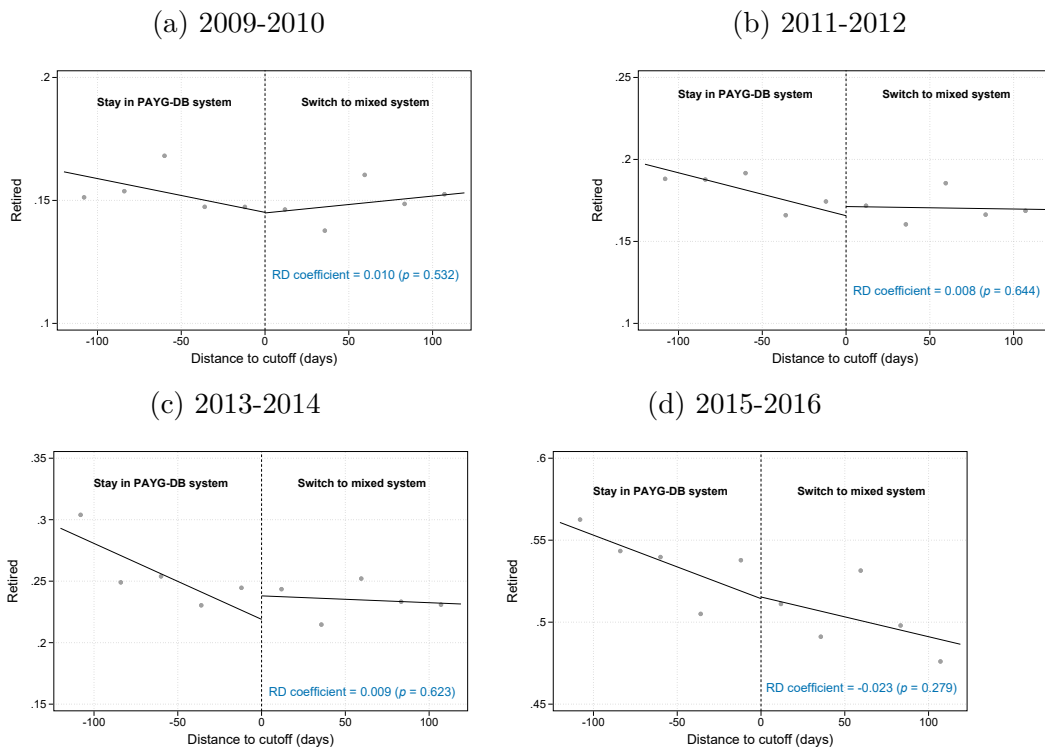 (a) 2009-2010
.2
.15
.1
Retired
Stay in PAYG-DB system
Switch to mixed system
RD coefficient = 0.010 (p = 0.532)
-100 -50 0 50 100
Distance to cutoff (days)
(b) 2011-2012
.25
.2
.15
.1
Retired
Stay in PAYG-DB system
Switch to mixed system
RD coefficient = 0.008 (p = 0.644)
-100 -50 0 50 100
Distance to cutoff (days)
(c) 2013-2014
.35
.3
.25
.2
.15
Retired
Stay in PAYG-DB system
Switch to mixed system
RD coefficient = 0.009 (p = 0.623)
-100 -50 0 50 100
Distance to cutoff (days)
(d) 2015-2016
.6
.55
.5
.45
Retired
Stay in PAYG-DB system
Switch to mixed system
RD coefficient = -0.023 (p = 0.279)
-100 -50 0 50 100
Distance to cutoff (days)